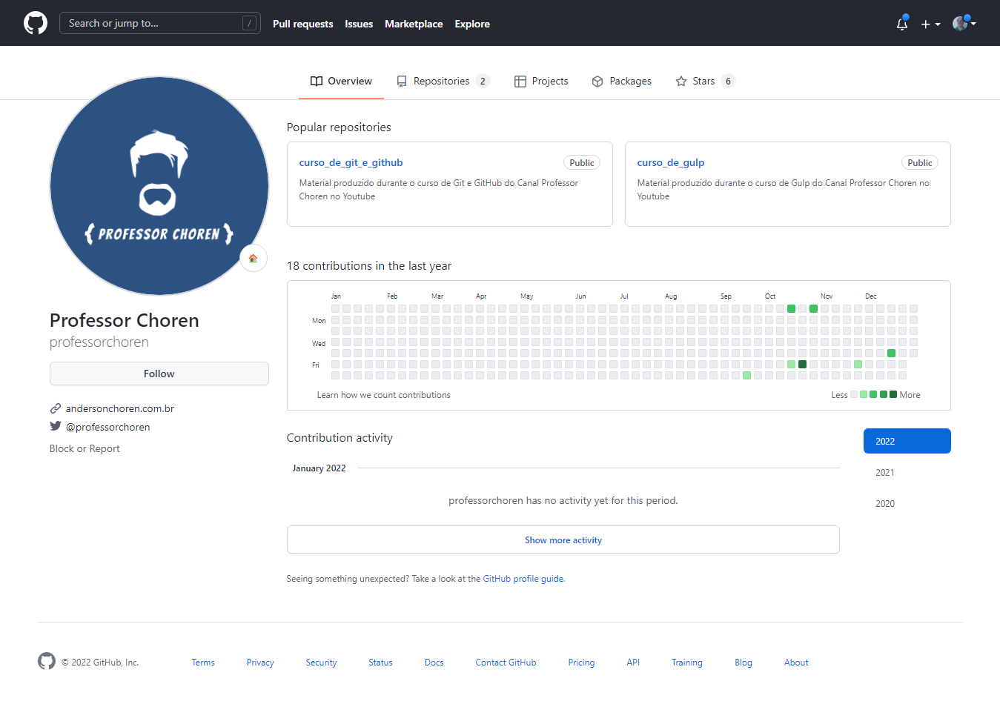 Search or jump to...
/
Pull requests
Issues
Marketplace
Explore
Overview
Repositories 2
Projects
Packages
Stars 6
{ PROFESSOR CHOREN }
Professor Choren
professorchoren
Follow
andersonchoren.com.br
@professorchoren
Block or Report
Popular repositories
curso_de_git_e_github
Public
Material produzido durante o curso de Git e GitHub do Canal Professor
Choren no Youtube
curso_de_gulp
Public
Material produzido durante o curso de Gulp do Canal Professor Choren no
Youtube
18 contributions in the last year
Jan Feb Mar Apr May Jun Jul Aug Sep Oct Nov Dec
Mon
Wed
Fri
Learn how we count contributions
Less More
Contribution activity
2022
2021
2020
January 2022
professorchoren has no activity yet for this period.
Show more activity
Seeing something unexpected? Take a look at the GitHub profile guide.
© 2022 GitHub, Inc.
Terms
Privacy
Security
Status
Docs
Contact GitHub
Pricing
API
Training
Blog
About